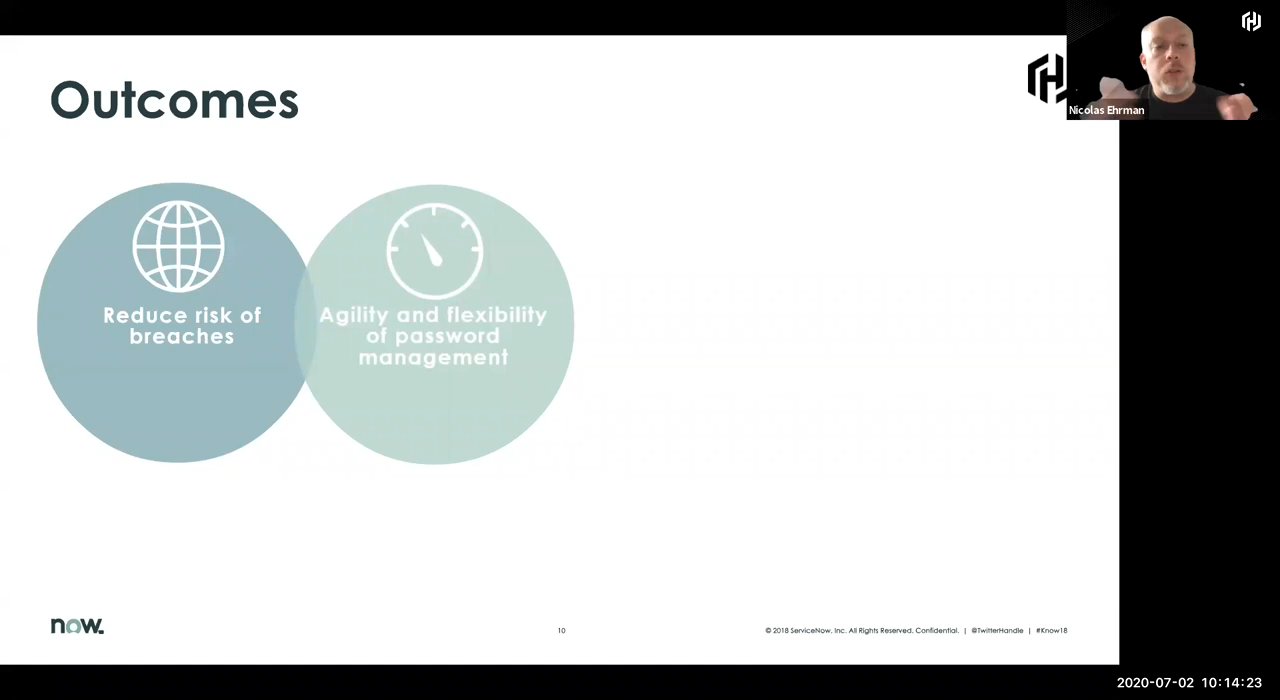 Outcomes
Nicolas Ehrman
Reduce risk of
breaches
Agility and flexibility
of password
management
now.
10
© 2018 ServiceNow, Inc. All Rights Reserved. Confidential. | @TwitterHandle | #Know18
2020-07-02 10:14:23